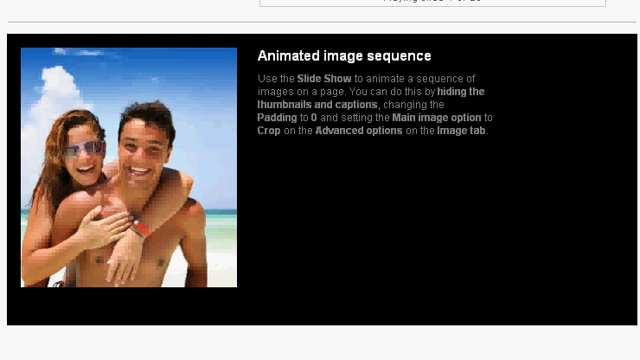 Animated image sequence
Use the Slide Show to animate a sequence of
images on a page. You can do this by hiding the
thumbnails and captions, changing the
Padding to 0 and setting the Main image option to
Crop on the Advanced options on the Image tab.